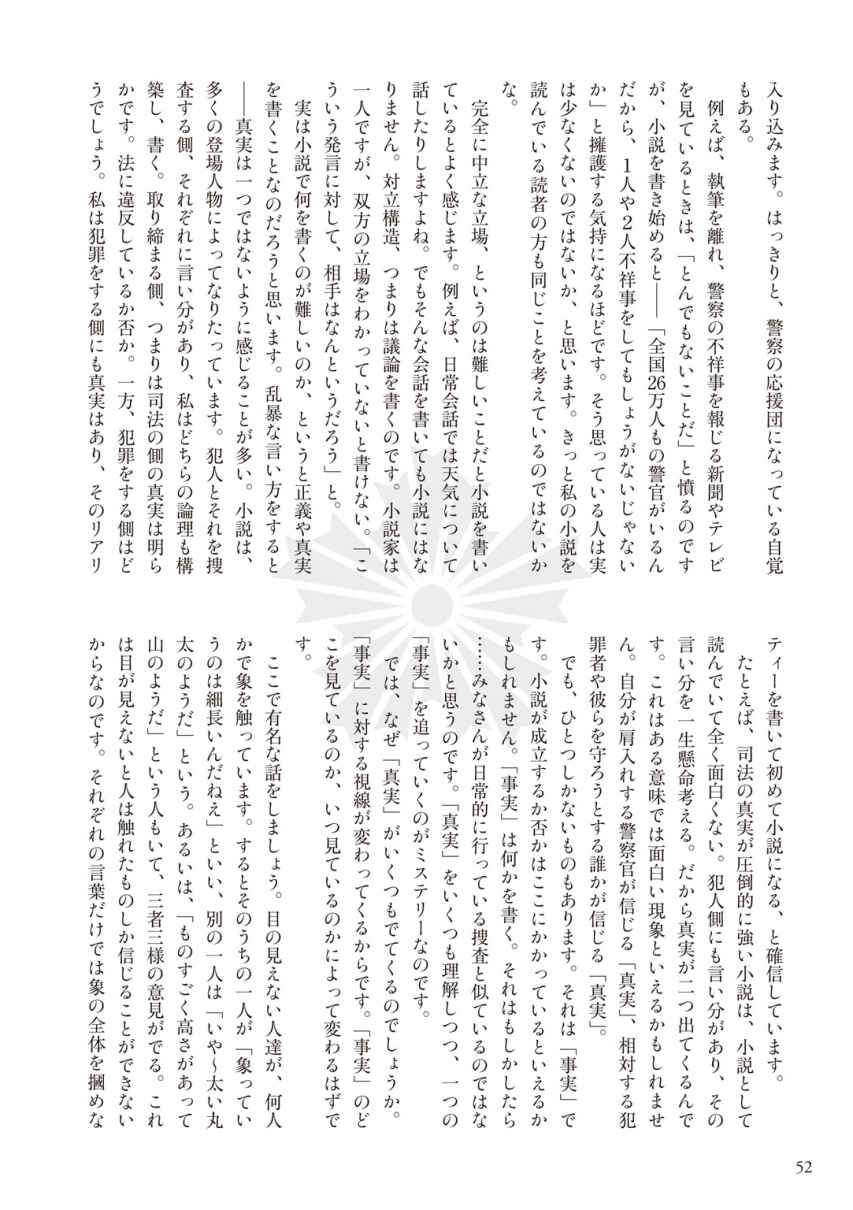 入り込みます。はっきりと、警察の応援団になっている自覚
もある。
　例えば、執筆を離れ、警察の不祥事を報じる新聞やテレビ
を見ているときは、「とんでもないことだ」と憤るのです
が、小説を書き始めると――「全国26万人もの警官がいるん
だから、１人や２人不祥事をしてもしょうがないじゃない
か」と擁護する気持になるほどです。そう思っている人は実
は少なくないのではないか、と思います。きっと私の小説を
読んでいる読者の方も同じことを考えているのではないか
な。
　完全に中立な立場、というのは難しいことだと小説を書い
ているとよく感じます。例えば、日常会話では天気について
話したりしますよね。でもそんな会話を書いても小説にはな
りません。対立構造、つまりは議論を書くのです。小説家は
一人ですが、双方の立場をわかっていないと書けない。「こ
ういう発言に対して、相手はなんというだろう」と。
　実は小説で何を書くのが難しいのか、というと正義や真実
を書くことなのだろうと思います。乱暴な言い方をすると
――真実は一つではないように感じることが多い。小説は、
多くの登場人物によってなりたっています。犯人とそれを捜
査する側、それぞれに言い分があり、私はどちらの論理も構
築し、書く。取り締まる側、つまりは司法の側の真実は明ら
かです。法に違反しているか否か。一方、犯罪をする側はど
うでしょう。私は犯罪をする側にも真実はあり、そのリアリ
ティーを書いて初めて小説になる、と確信しています。
　たとえば、司法の真実が圧倒的に強い小説は、小説として
読んでいて全く面白くない。犯人側にも言い分があり、その
言い分を一生懸命考える。だから真実が二つ出てくるんで
す。これはある意味では面白い現象といえるかもしれませ
ん。自分が肩入れする警察官が信じる「真実」、相対する犯
罪者や彼らを守ろうとする誰かが信じる「真実」。
　でも、ひとつしかないものもあります。それは「事実」で
す。小説が成立するか否かはここにかかっているといえるか
もしれません。「事実」は何かを書く。それはもしかしたら
……みなさんが日常的に行っている捜査と似ているのではな
いかと思うのです。「真実」をいくつも理解しつつ、一つの
「事実」を追っていくのがミステリーなのです。
　では、なぜ「真実」がいくつもでてくるのでしょうか。
「事実」に対する視線が変わってくるからです。「事実」のど
こを見ているのか、いつ見ているのかによって変わるはずで
す。
　ここで有名な話をしましょう。目の見えない人達が、何人
かで象を触っています。するとそのうちの一人が「象ってい
うのは細長いんだねえ」といい、別の一人は「いや～太い丸
太のようだ」という。あるいは、「ものすごく高さがあって
山のようだ」という人もいて、三者三様の意見がでる。これ
は目が見えないと人は触れたものしか信じることができない
からなのです。それぞれの言葉だけでは象の全体を摑めな
52